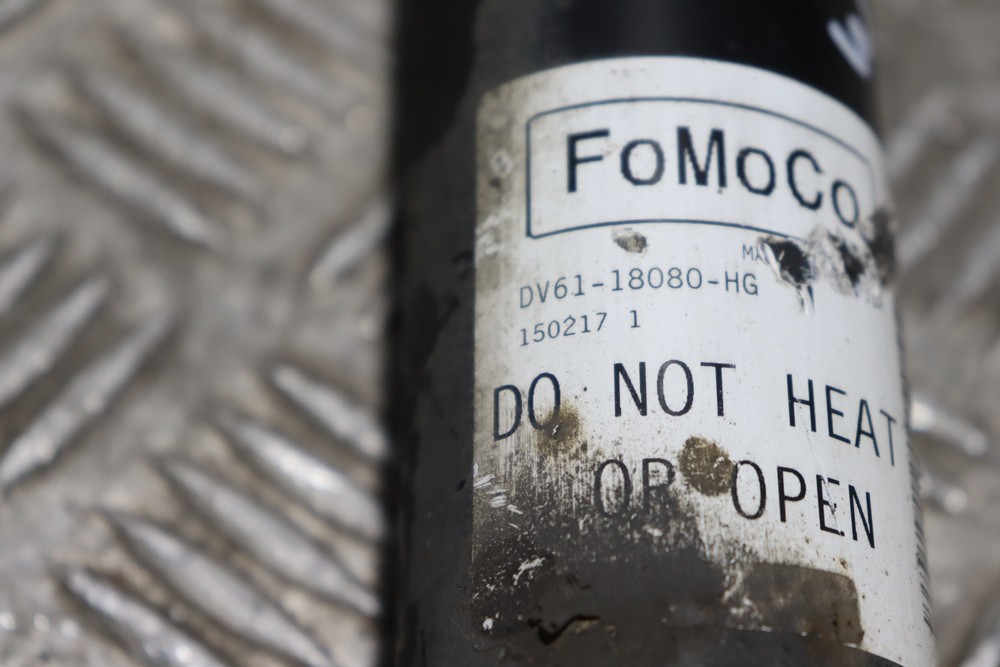 FoMoCo
DV61-18080-HG
150217 1
DO NOT HEAT
OR OPEN